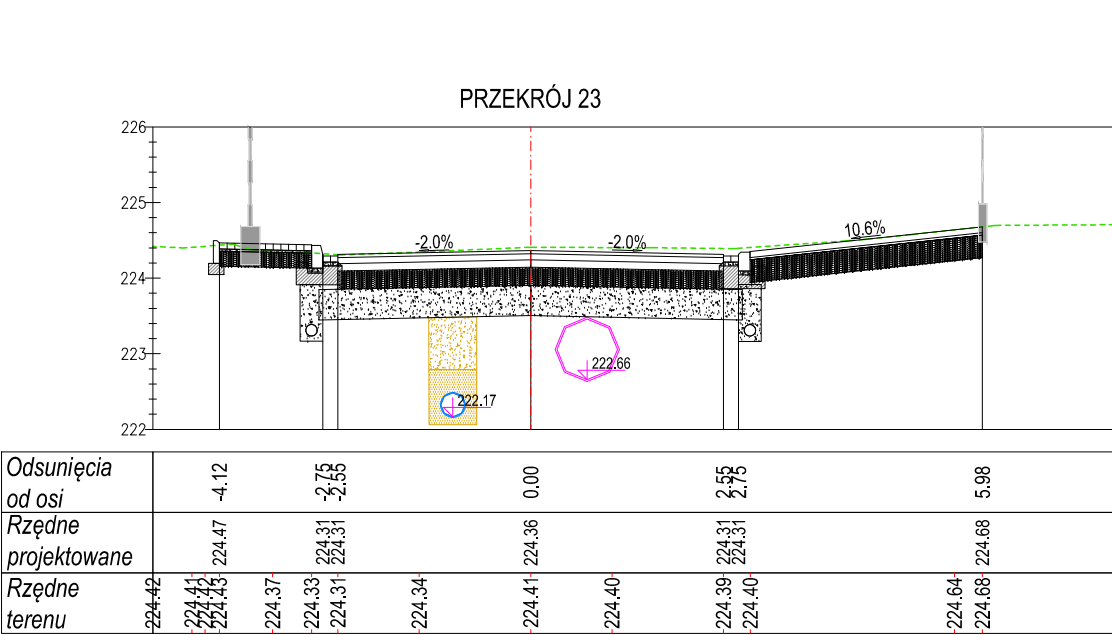 PRZEKRÓJ 23
226
225
224
223
222
-2.0%
-2.0%
10.6%
222.66
222.17
Odsunięcia
od osi
-4.12 -2.75 -2.55 0.00 2.55 2.75 5.98
Rzędne
projektowane
224.47 224.31 224.31 224.36 224.31 224.31 224.68
Rzędne
terenu
224.42 224.41 224.42 224.43 224.37 224.33 224.31 224.34 224.41 224.40 224.39 224.40 224.64 224.68